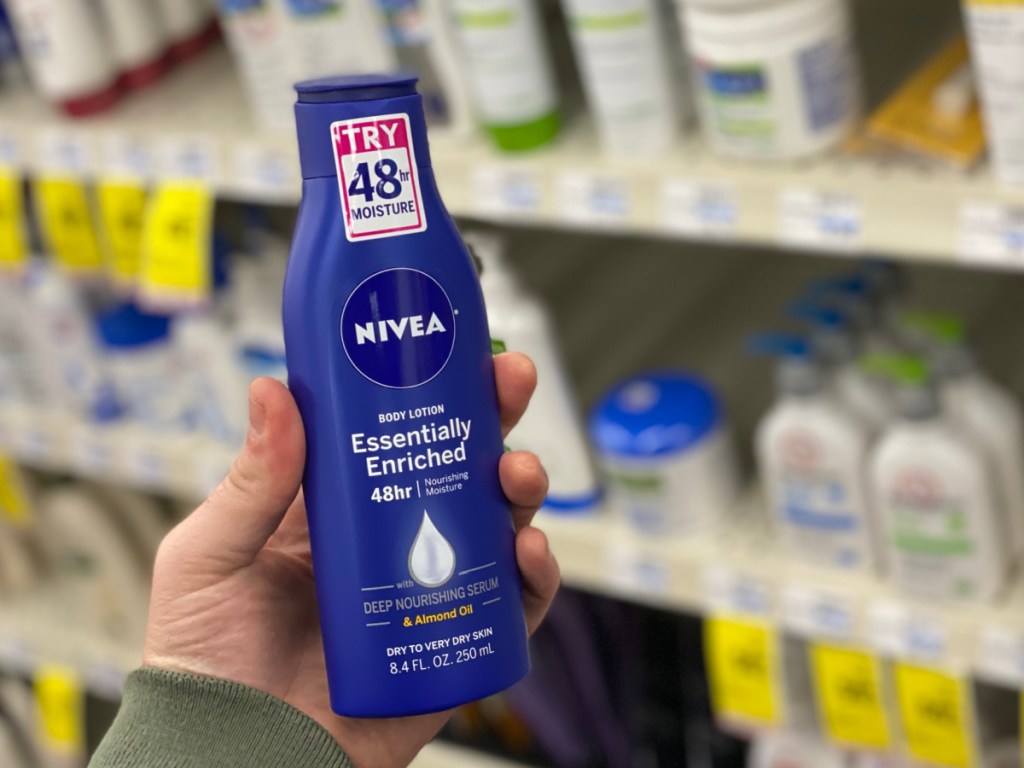 TRY
48hr
MOISTURE
NIVEA
BODY LOTION
Essentially
Enriched
48hr | Nourishing
Moisture
with
DEEP NOURISHING SERUM
& Almond Oil
DRY TO VERY DRY SKIN
8.4 FL. OZ. 250 mL